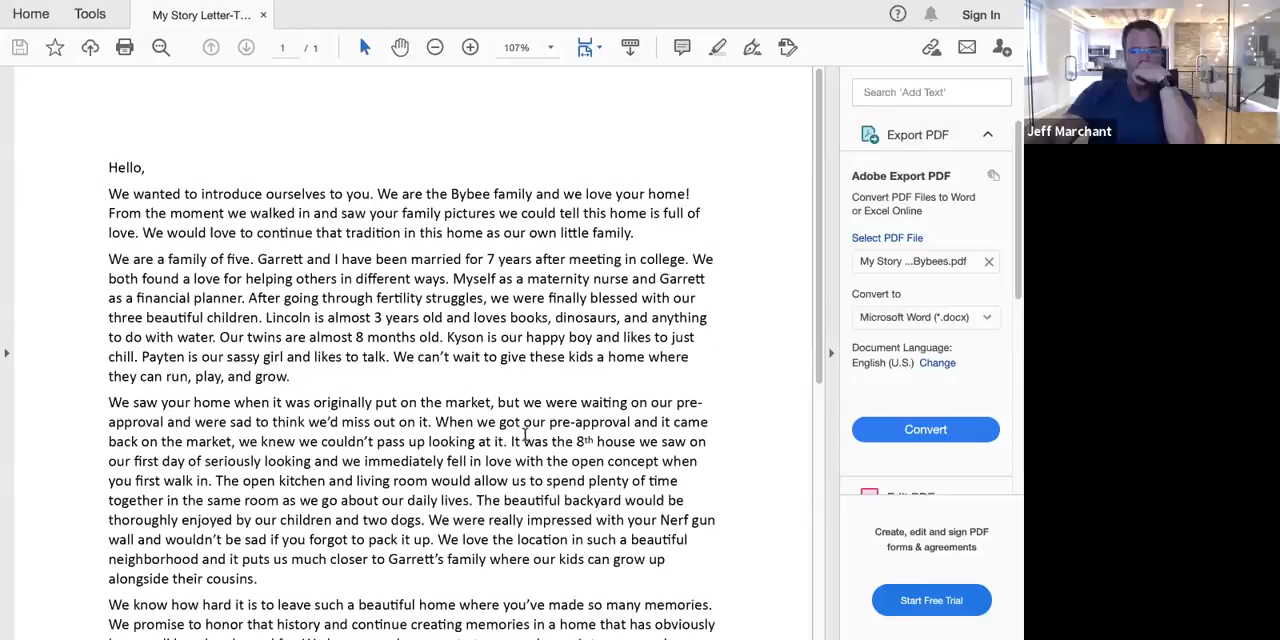 Home Tools My Story Letter-T... × Sign In
1 / 1 107%
Jeff Marchant
Search 'Add Text'
Export PDF
Adobe Export PDF
Convert PDF Files to Word
or Excel Online
Select PDF File
My Story ...Bybees.pdf
Convert to
Microsoft Word (*.docx)
Document Language:
English (U.S.) Change
Convert
Create, edit and sign PDF
forms & agreements
Start Free Trial
Hello,
We wanted to introduce ourselves to you. We are the Bybee family and we love your home!
From the moment we walked in and saw your family pictures we could tell this home is full of
love. We would love to continue that tradition in this home as our own little family.
We are a family of five. Garrett and I have been married for 7 years after meeting in college. We
both found a love for helping others in different ways. Myself as a maternity nurse and Garrett
as a financial planner. After going through fertility struggles, we were finally blessed with our
three beautiful children. Lincoln is almost 3 years old and loves books, dinosaurs, and anything
to do with water. Our twins are almost 8 months old. Kyson is our happy boy and likes to just
chill. Payten is our sassy girl and likes to talk. We can't wait to give these kids a home where
they can run, play, and grow.
We saw your home when it was originally put on the market, but we were waiting on our pre-
approval and were sad to think we'd miss out on it. When we got our pre-approval and it came
back on the market, we knew we couldn't pass up looking at it. It was the 8th house we saw on
our first day of seriously looking and we immediately fell in love with the open concept when
you first walk in. The open kitchen and living room would allow us to spend plenty of time
together in the same room as we go about our daily lives. The beautiful backyard would be
thoroughly enjoyed by our children and two dogs. We were really impressed with your Nerf gun
wall and wouldn't be sad if you forgot to pack it up. We love the location in such a beautiful
neighborhood and it puts us much closer to Garrett's family where our kids can grow up
alongside their cousins.
We know how hard it is to leave such a beautiful home where you've made so many memories.
We promise to honor that history and continue creating memories in a home that has obviously